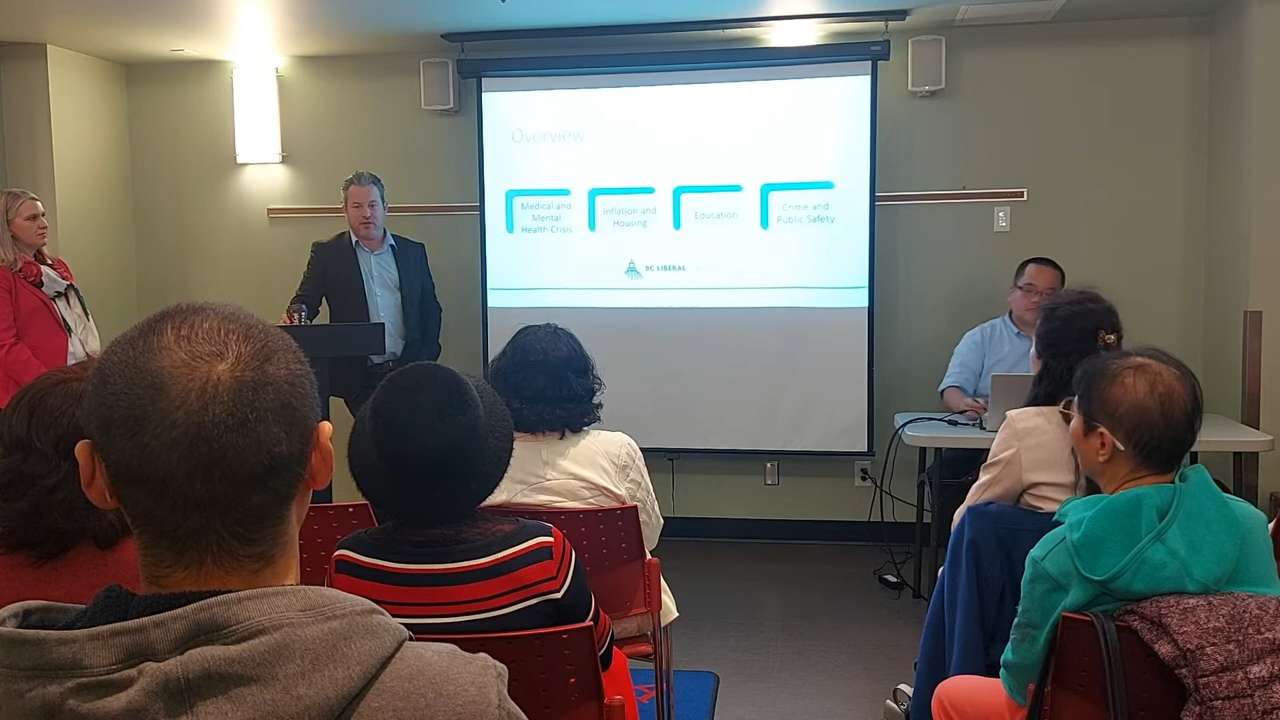 Overview
Medical and
Mental
Health Crisis
Inflation and
Housing
Education
Crime and
Public Safety
BC LIBERAL